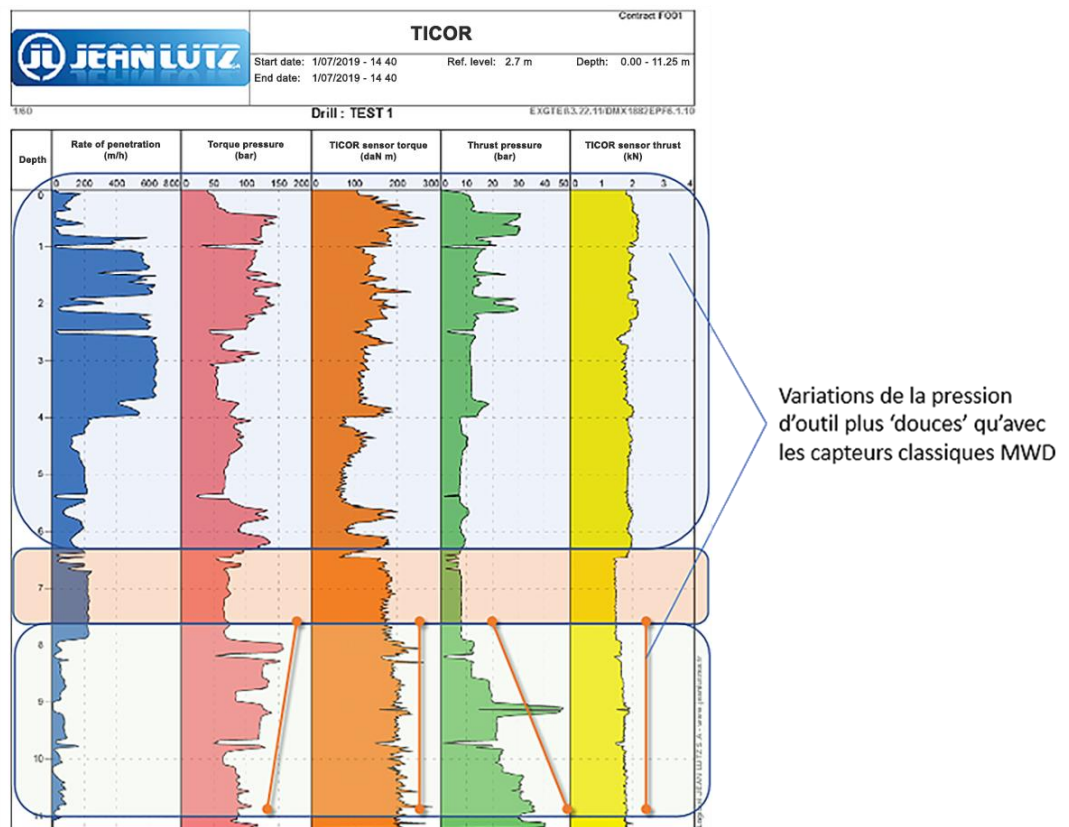 Contract F001
JEAN LUTZ
TICOR
Start date: 1/07/2019 - 14 40 Ref. level: 2.7 m Depth: 0.00 - 11.25 m
End date: 1/07/2019 - 14 40
1/60 Drill : TEST 1
Depth Rate of penetration (m/h) Torque pressure (bar) TICOR sensor torque (daN m) Thrust pressure (bar) TICOR sensor thrust (kN)
0 200 400 600 800 0 50 100 150 200 0 100 200 300 0 10 20 30 40 50 0 1 2 3 4
0
1
2
3
4
5
6
7
8
9
10
11
Variations de la pression
d'outil plus 'douces' qu'avec
les capteurs classiques MWD